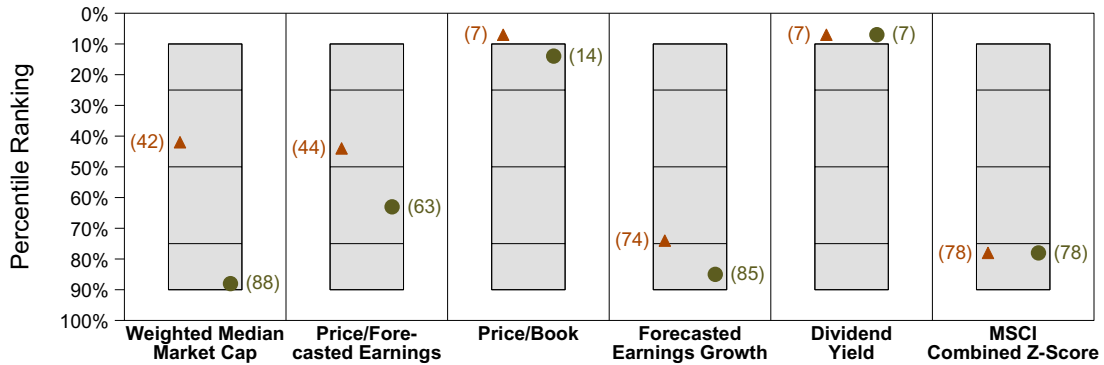 Percentile Ranking
0%
10%
20%
30%
40%
50%
60%
70%
80%
90%
100%
(42)
(88)
(44)
(63)
(7)
(14)
(74)
(85)
(7)
(7)
(78)
(78)
Weighted Median
Market Cap
Price/Fore-
casted Earnings
Price/Book
Forecasted
Earnings Growth
Dividend
Yield
MSCI
Combined Z-Score